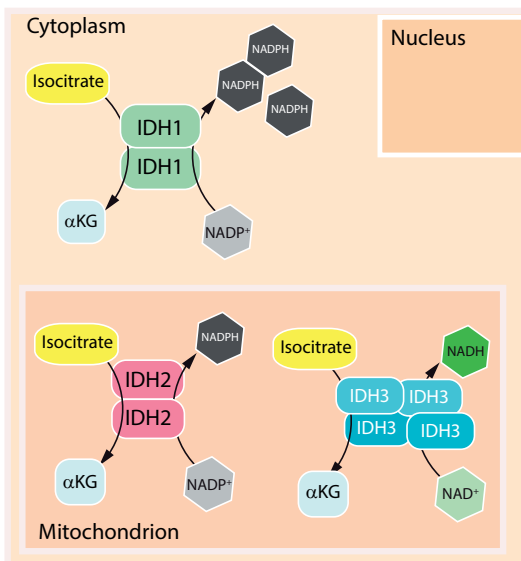 Cytoplasm
Nucleus
Isocitrate
NADPH
NADPH
NADPH
IDH1
IDH1
αKG
NADP⁺
Isocitrate
NADPH
IDH2
IDH2
αKG
NADP⁺
Isocitrate
NADH
IDH3
IDH3
IDH3
IDH3
αKG
NAD⁺
Mitochondrion